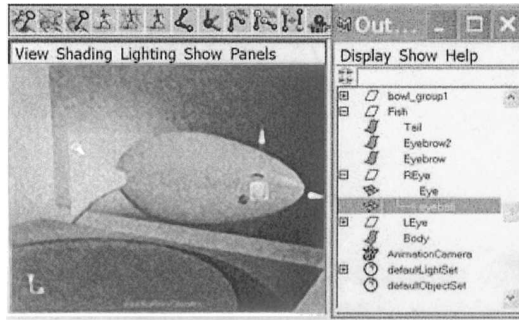 Out...
View Shading Lighting Show Panels
Display Show Help
bowl_group1
Fish
Tail
Eyebrow2
Eyebrow
REye
Eye
eyeball
LEye
Body
AnimationCamera
defaultLightSet
defaultObjectSet